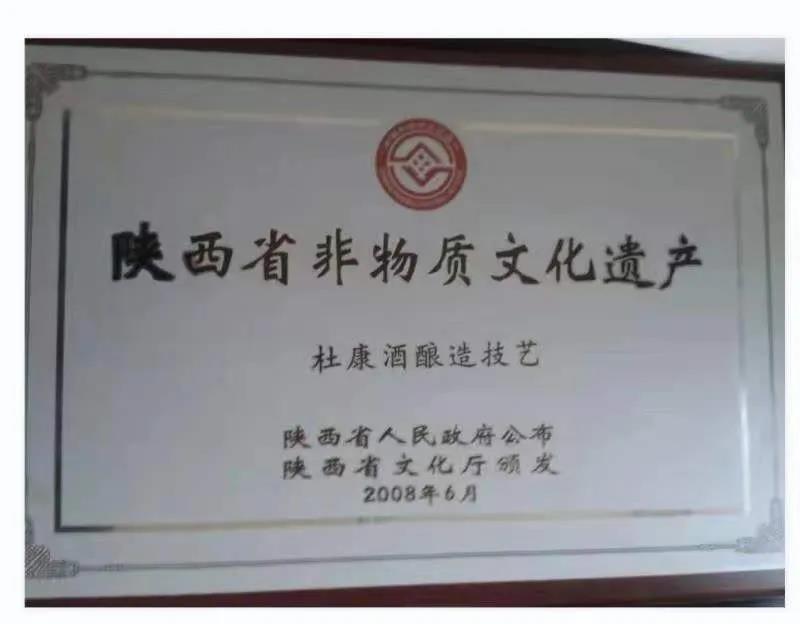 陕西省非物质文化遗产
杜康酒酿造技艺
陕西省人民政府公布
陕西省文化厅颁发
2008年6月